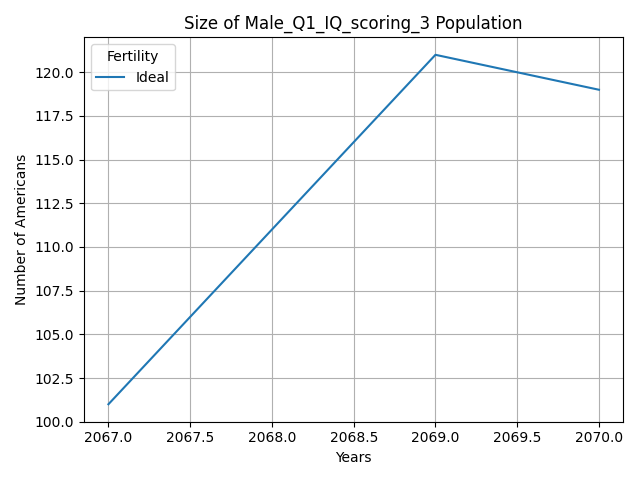 Size of Male_Q1_IQ_scoring_3 Population
Fertility
Ideal
Number of Americans
120.0
117.5
115.0
112.5
110.0
107.5
105.0
102.5
100.0
2067.0 2067.5 2068.0 2068.5 2069.0 2069.5 2070.0
Years